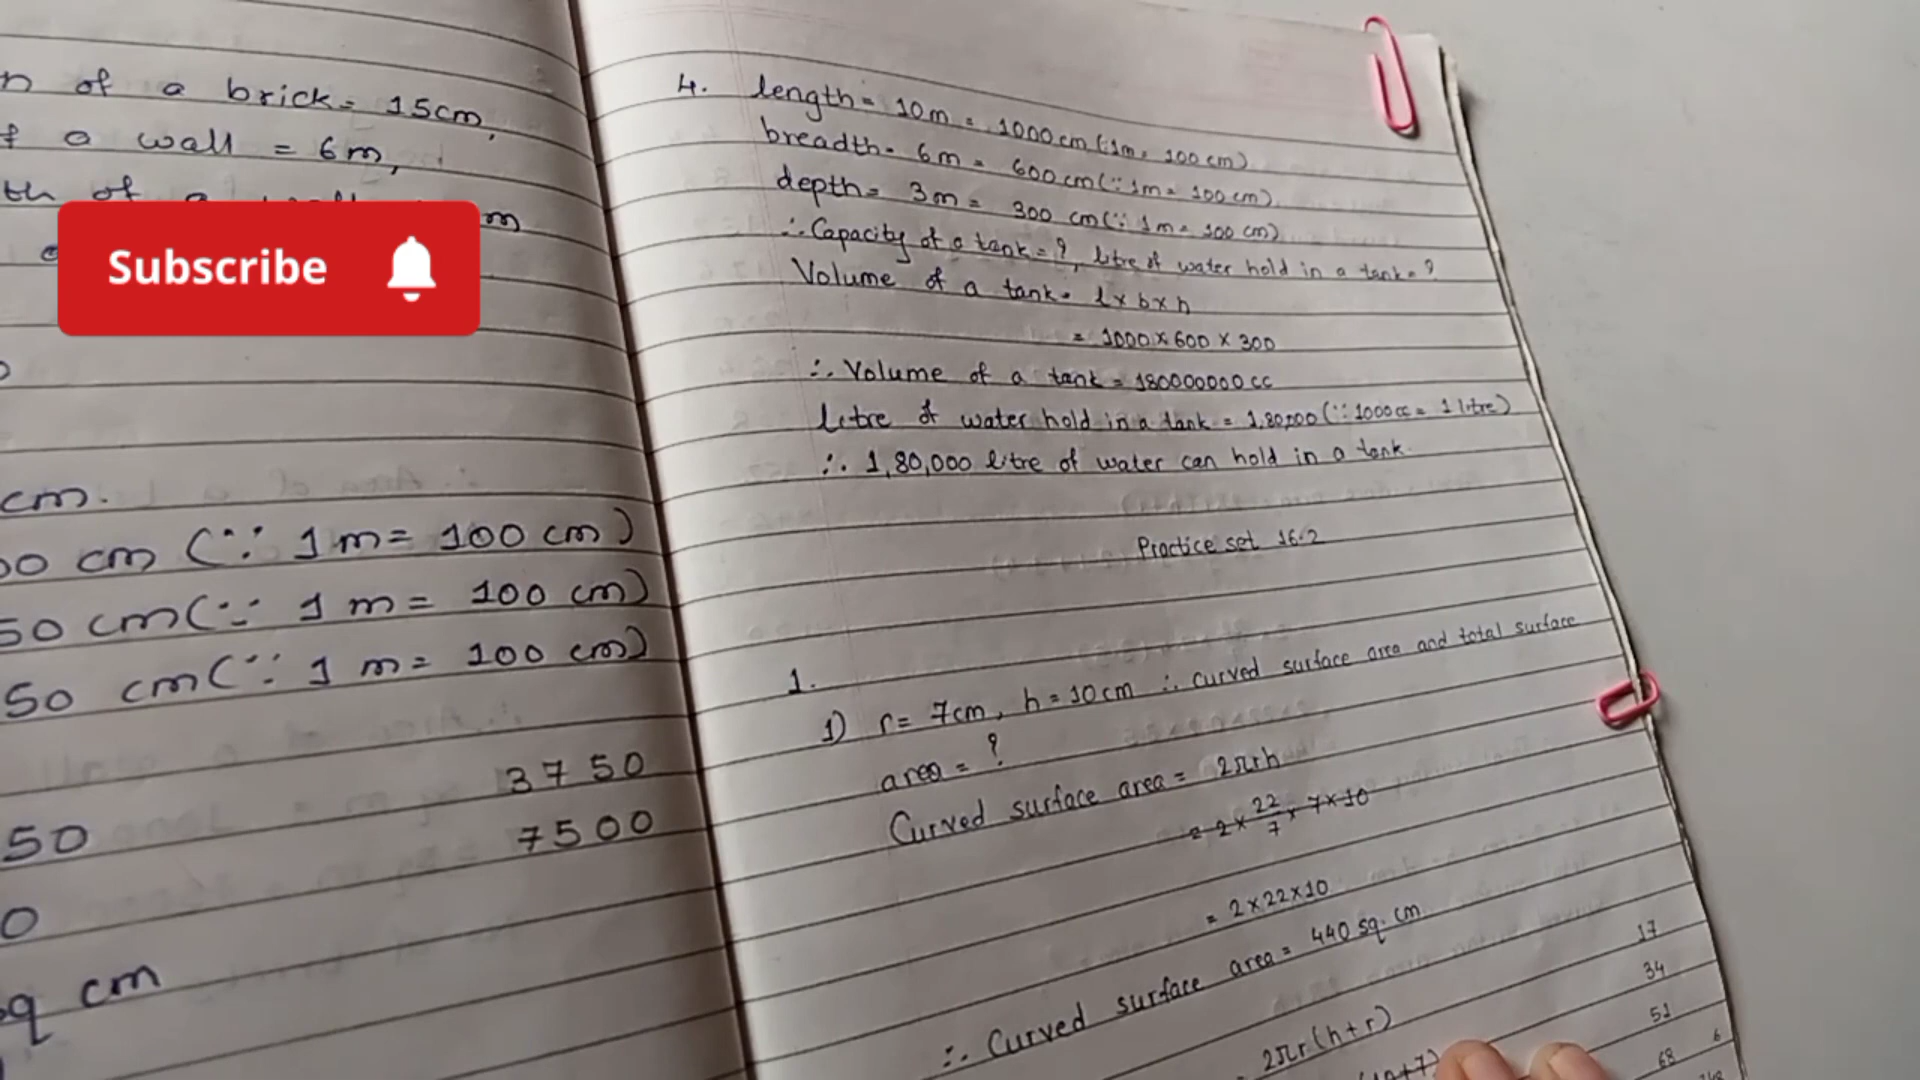 n of a brick = 15cm,
f a wall = 6m,
th of a
m
Subscribe
cm.
00 cm (∵ 1m = 100 cm)
50 cm (∵ 1 m = 100 cm)
50 cm (∵ 1 m = 100 cm)
3750
50
7500
0
q cm
4. length = 10m = 1000 cm (∵ 1m = 100 cm)
breadth = 6m = 600 cm (∵ 1m = 100 cm)
depth = 3m = 300 cm (∵ 1m = 100 cm)
∴ Capacity of a tank = ?, litre of water hold in a tank = ?
Volume of a tank = l × b × h
= 1000 × 600 × 300
∴ Volume of a tank = 180000000 cc
litre of water hold in a tank = 1,80,000 (∵ 1000cc = 1 litre)
∴ 1,80,000 litre of water can hold in a tank.
Practice set 16.2
1.
1) r = 7cm, h = 10cm ∴ curved surface area and total surface
area = ?
Curved surface area = 2πrh
= 2 × 22/7 × 7 × 10
= 2 × 22 × 10
∴ Curved surface area = 440 sq. cm
17
34
2πr (h + r)
51
+7)
68
6